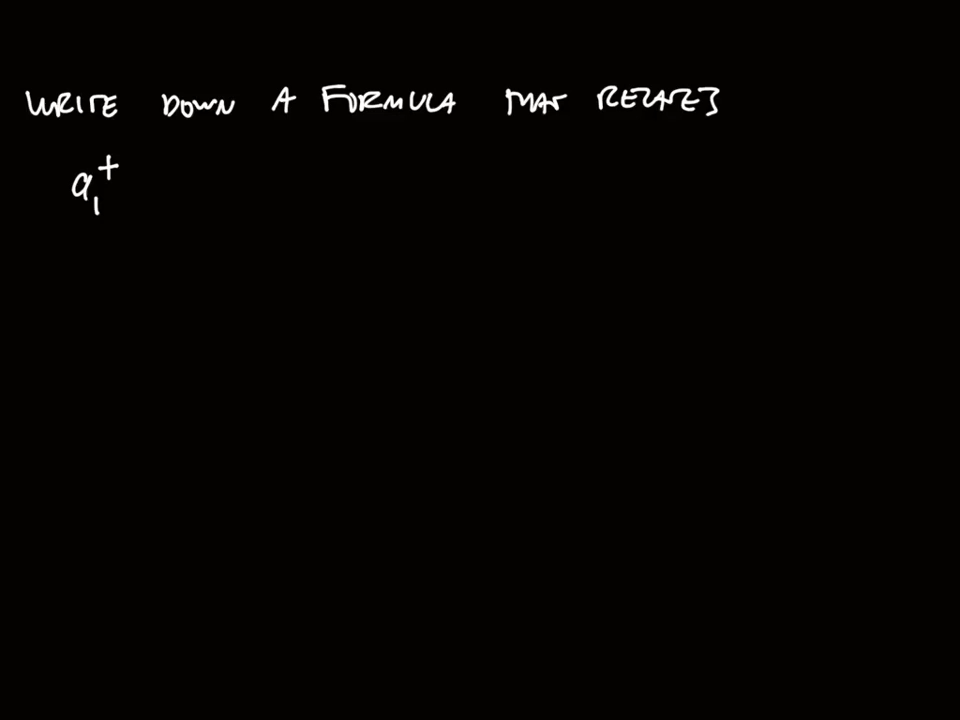 WRITE DOWN A FORMULA THAT RELATES
a₁⁺